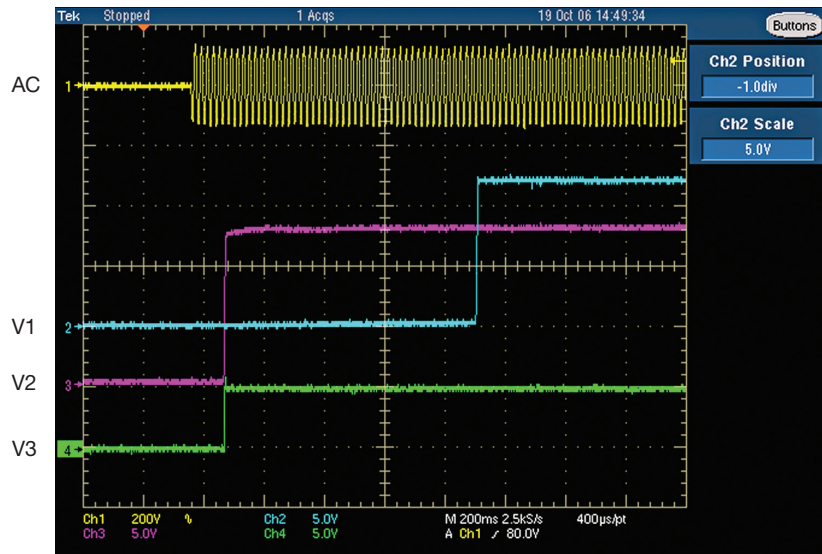 Tek Stopped 1 Acqs 19 Oct 06 14:49:34
Buttons
Ch2 Position
-1.0div
Ch2 Scale
5.0V
AC
1
V1
2
V2
3
V3
4
Ch1 200V Ch2 5.0V M 200ms 2.5kS/s 400µs/pt
Ch3 5.0V Ch4 5.0V A Ch1 80.0V